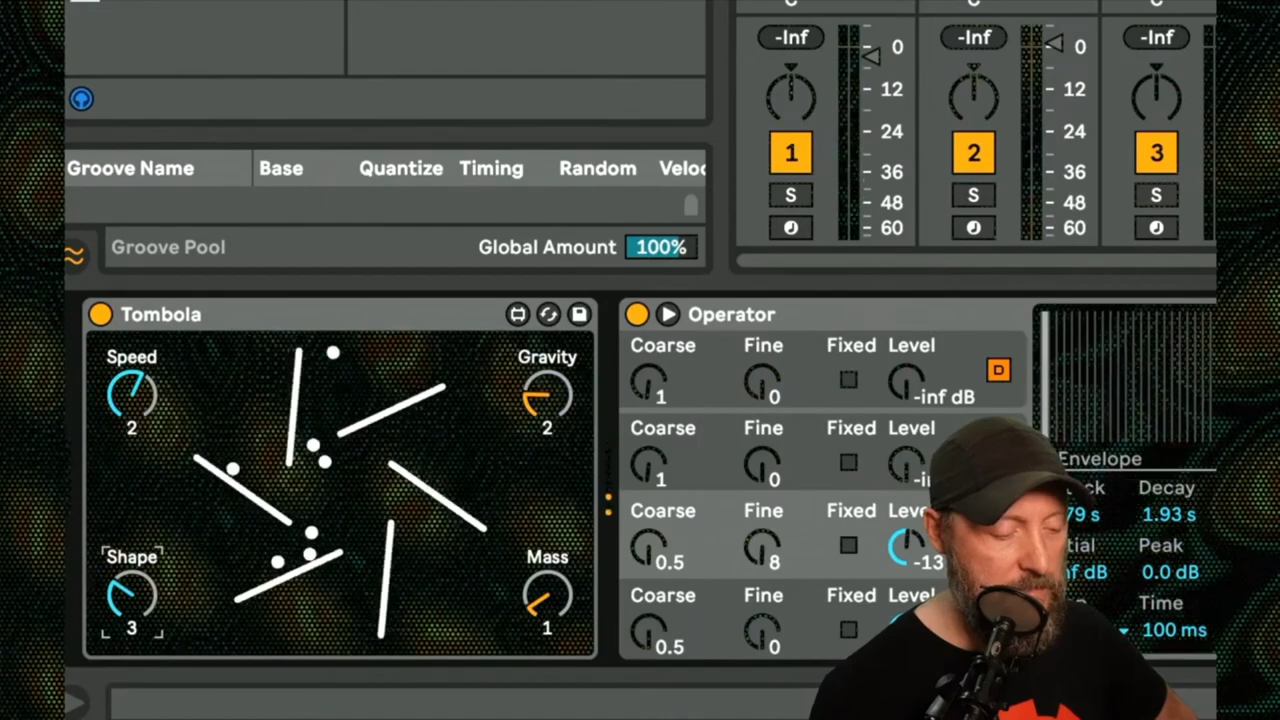 -Inf
0
-Inf
0
-Inf
12
12
1
24
2
24
3
36
36
S
48
S
48
S
60
60
Groove Name
Base
Quantize
Timing
Random
Groove Pool
Global Amount
100%
Tombola
Speed
2
Gravity
2
Shape
3
Mass
1
Operator
Coarse
Fine
Fixed
Level
1
0
-inf dB
D
Coarse
Fine
Fixed
Level
1
0
Coarse
Fine
Fixed
0.5
8
-13
Coarse
Fine
Fixed
Level
0.5
0
Envelope
Decay
1.93 s
Peak
0.0 dB
Time
100 ms